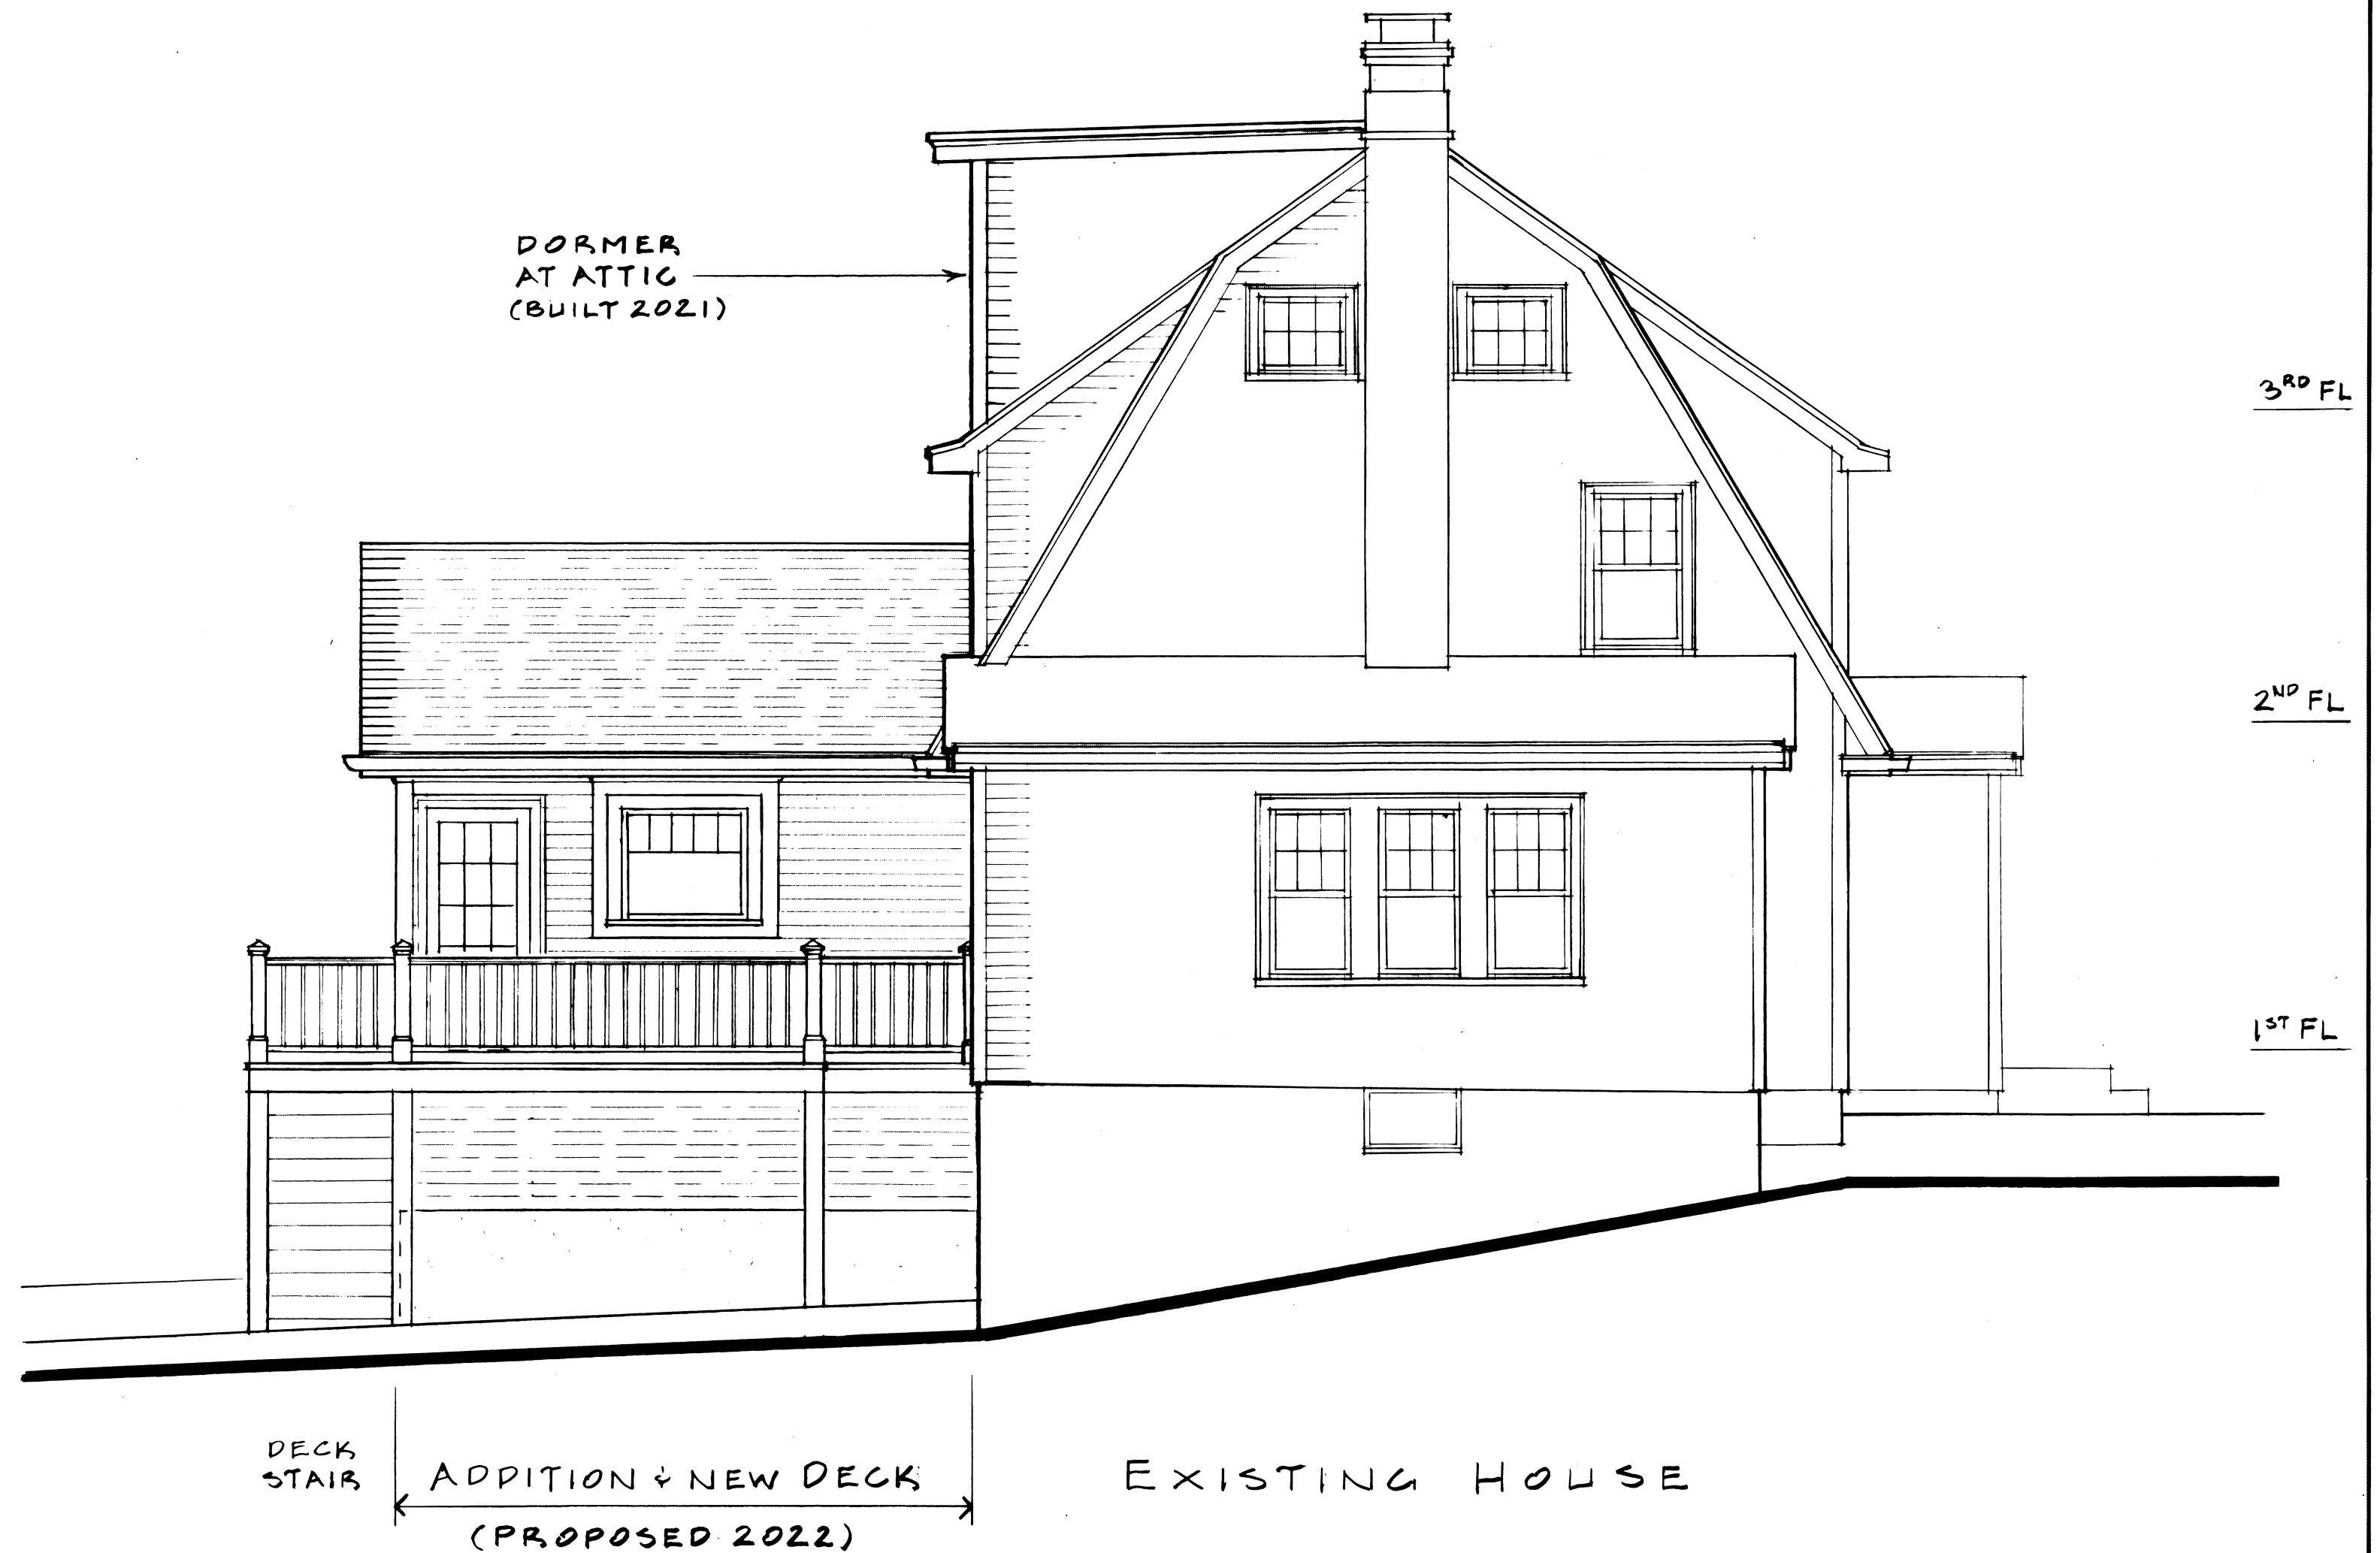 DORMER
AT ATTIC
(BUILT 2021)
3RD FL
2ND FL
1ST FL
DECK
STAIR
ADDITION & NEW DECK
(PROPOSED 2022)
EXISTING HOUSE